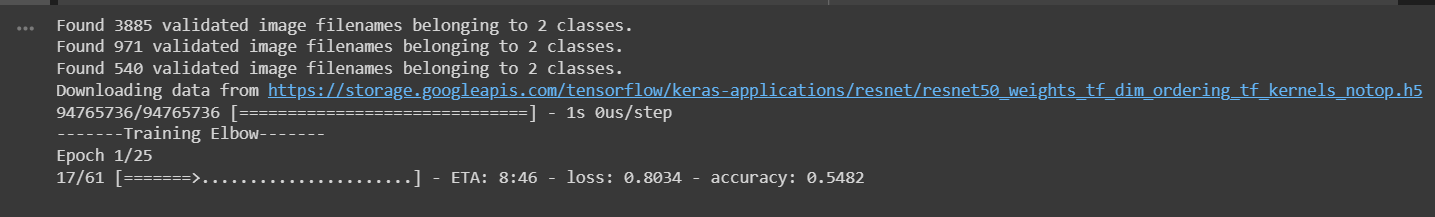 Found 3885 validated image filenames belonging to 2 classes.
Found 971 validated image filenames belonging to 2 classes.
Found 540 validated image filenames belonging to 2 classes.
Downloading data from https://storage.googleapis.com/tensorflow/keras-applications/resnet/resnet50_weights_tf_dim_ordering_tf_kernels_notop.h5
94765736/94765736 [==============================] - 1s 0us/step
-------Training Elbow-------
Epoch 1/25
17/61 [=======>......................] - ETA: 8:46 - loss: 0.8034 - accuracy: 0.5482